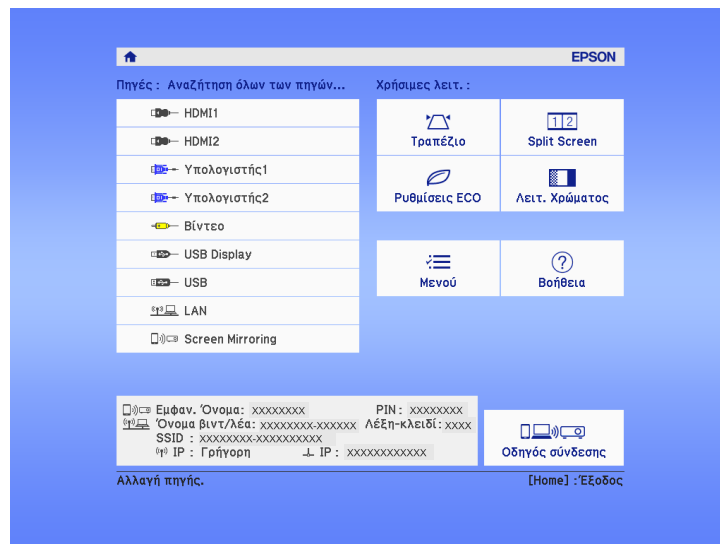 EPSON
Πηγές : Αναζήτηση όλων των πηγών...
HDMI1
HDMI2
Υπολογιστής1
Υπολογιστής2
Βίντεο
USB Display
USB
LAN
Screen Mirroring
Χρήσιμες λειτ. :
Τραπέζιο
Split Screen
1 2
Ρυθμίσεις ECO
Λειτ. Χρώματος
Μενού
Βοήθεια
Εμφαν. Όνομα: xxxxxxxx PIN : xxxxxxxx
Όνομα βιντ/λέα: xxxxxxxx-xxxxxx Λέξη-κλειδί: xxxx
SSID : xxxxxxxx-xxxxxxxxxx
IP : Γρήγορη IP : xxxxxxxxxxxx
Οδηγός σύνδεσης
Αλλαγή πηγής. [Home] :Έξοδος